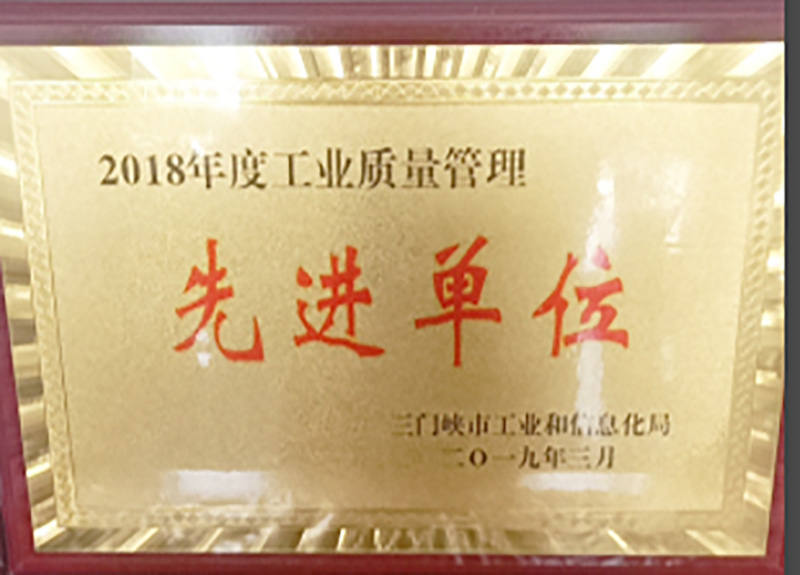 2018年度工业质量管理
先进单位
三门峡市工业和信息化局
二O一九年三月